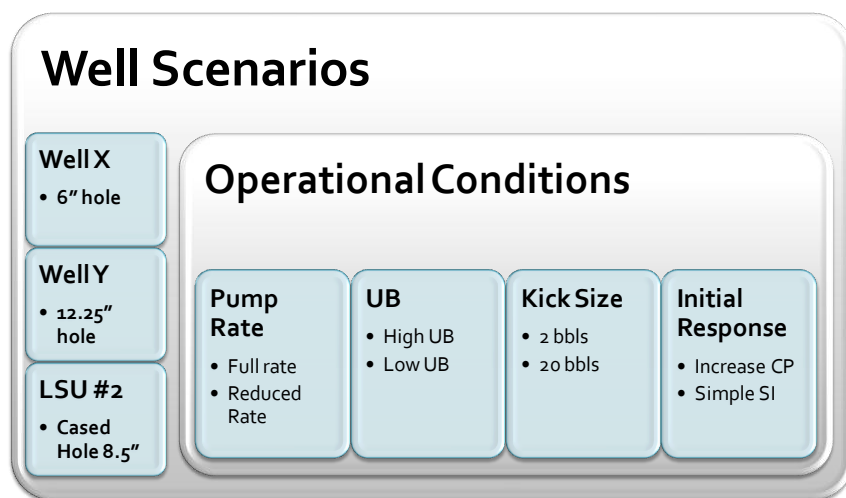 Well Scenarios
Well X
• 6” hole
Well Y
• 12.25”
hole
LSU #2
• Cased
Hole 8.5”
Operational Conditions
Pump
Rate
• Full rate
• Reduced
Rate
UB
• High UB
• Low UB
Kick Size
• 2 bbls
• 20 bbls
Initial
Response
• Increase CP
• Simple SI